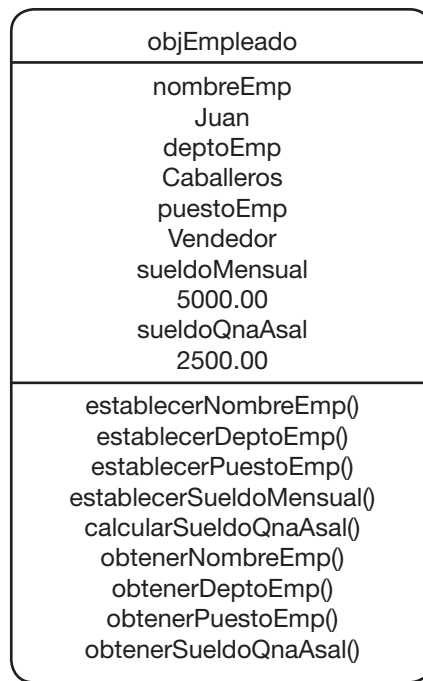 objEmpleado
nombreEmp
Juan
deptoEmp
Caballeros
puestoEmp
Vendedor
sueldoMensual
5000.00
sueldoQnaAsal
2500.00
establecerNombreEmp()
establecerDeptoEmp()
establecerPuestoEmp()
establecerSueldoMensual()
calcularSueldoQnaAsal()
obtenerNombreEmp()
obtenerDeptoEmp()
obtenerPuestoEmp()
obtenerSueldoQnaAsal()